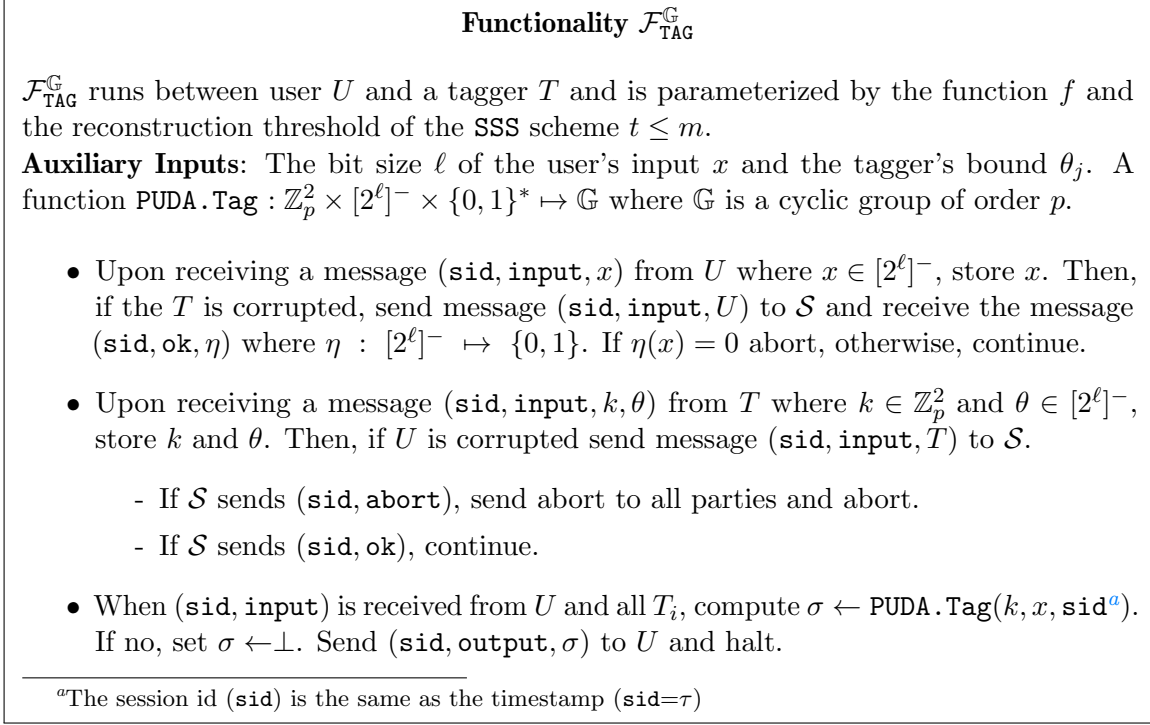 Functionality $\mathcal{F}_{\mathtt{TAG}}^{\mathbb{G}}$
$\mathcal{F}_{\mathtt{TAG}}^{\mathbb{G}}$ runs between user $U$ and a tagger $T$ and is parameterized by the function $f$ and
the reconstruction threshold of the SSS scheme $t \leq m$.
Auxiliary Inputs: The bit size $\ell$ of the user's input $x$ and the tagger's bound $\theta_j$. A
function $\mathtt{PUDA.Tag} : \mathbb{Z}_p^2 \times [2^\ell]^- \times \{0,1\}^* \mapsto \mathbb{G}$ where $\mathbb{G}$ is a cyclic group of order $p$.
• Upon receiving a message (sid, input, $x$) from $U$ where $x \in [2^\ell]^-$, store $x$. Then,
if the $T$ is corrupted, send message (sid, input, $U$) to $\mathcal{S}$ and receive the message
(sid, ok, $\eta$) where $\eta : [2^\ell]^- \mapsto \{0,1\}$. If $\eta(x) = 0$ abort, otherwise, continue.
• Upon receiving a message (sid, input, $k, \theta$) from $T$ where $k \in \mathbb{Z}_p^2$ and $\theta \in [2^\ell]^-$,
store $k$ and $\theta$. Then, if $U$ is corrupted send message (sid, input, $T$) to $\mathcal{S}$.
- If $\mathcal{S}$ sends (sid, abort), send abort to all parties and abort.
- If $\mathcal{S}$ sends (sid, ok), continue.
• When (sid, input) is received from $U$ and all $T_i$, compute $\sigma \leftarrow \mathtt{PUDA.Tag}(k, x, \mathtt{sid}^a)$.
If no, set $\sigma \leftarrow \perp$. Send (sid, output, $\sigma$) to $U$ and halt.
$^a$The session id (sid) is the same as the timestamp (sid=$\tau$)